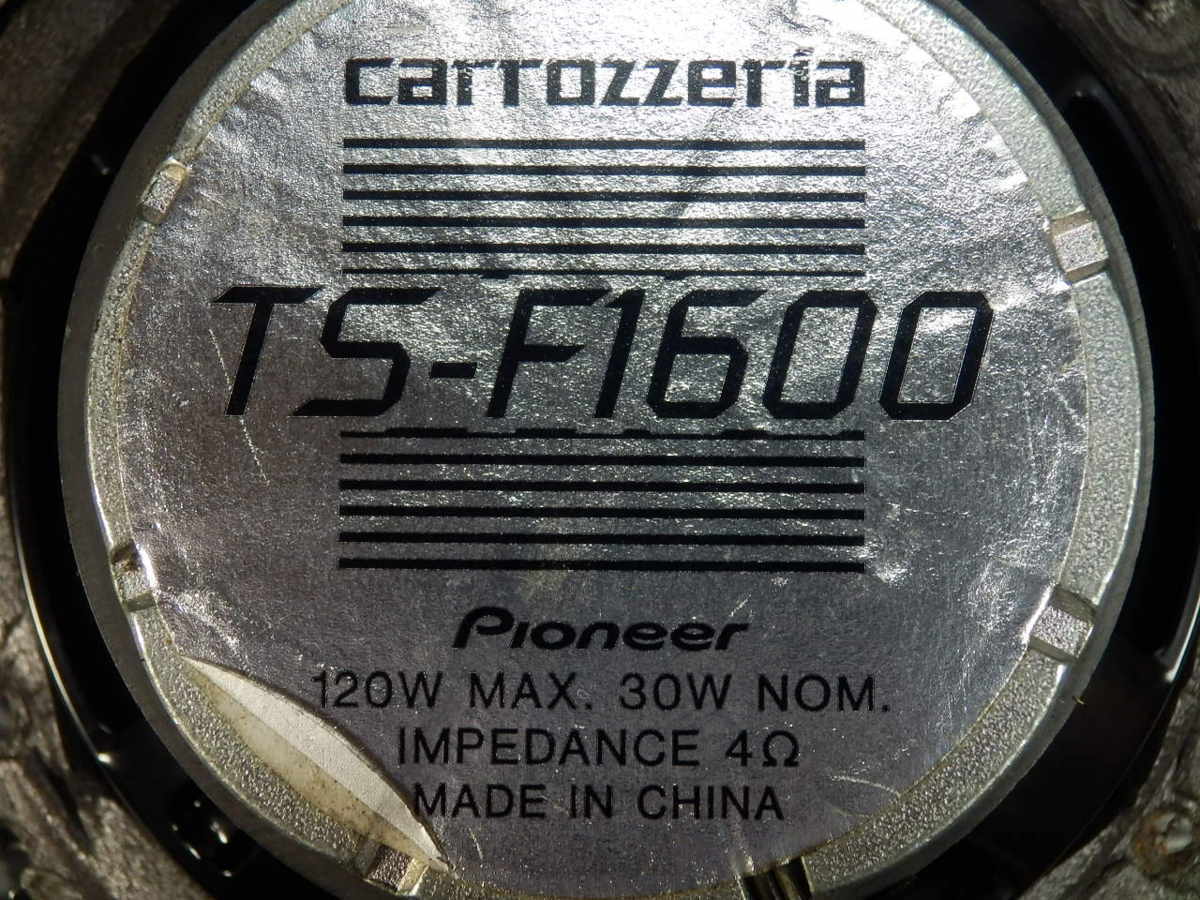 carrozzeria
TS-F1600
Pioneer
120W MAX. 30W NOM.
IMPEDANCE 4Ω
MADE IN CHINA